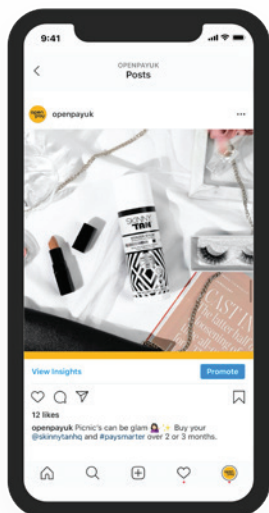 9:41
OPENPAYUK
Posts
openpayuk
SKINNY
TAN
CASTI
View Insights
Promote
12 likes
openpayuk Picnic's can be glam 🙆🏻‍♀️✨ Buy your
@skinnytanhq and #paysmarter over 2 or 3 months.